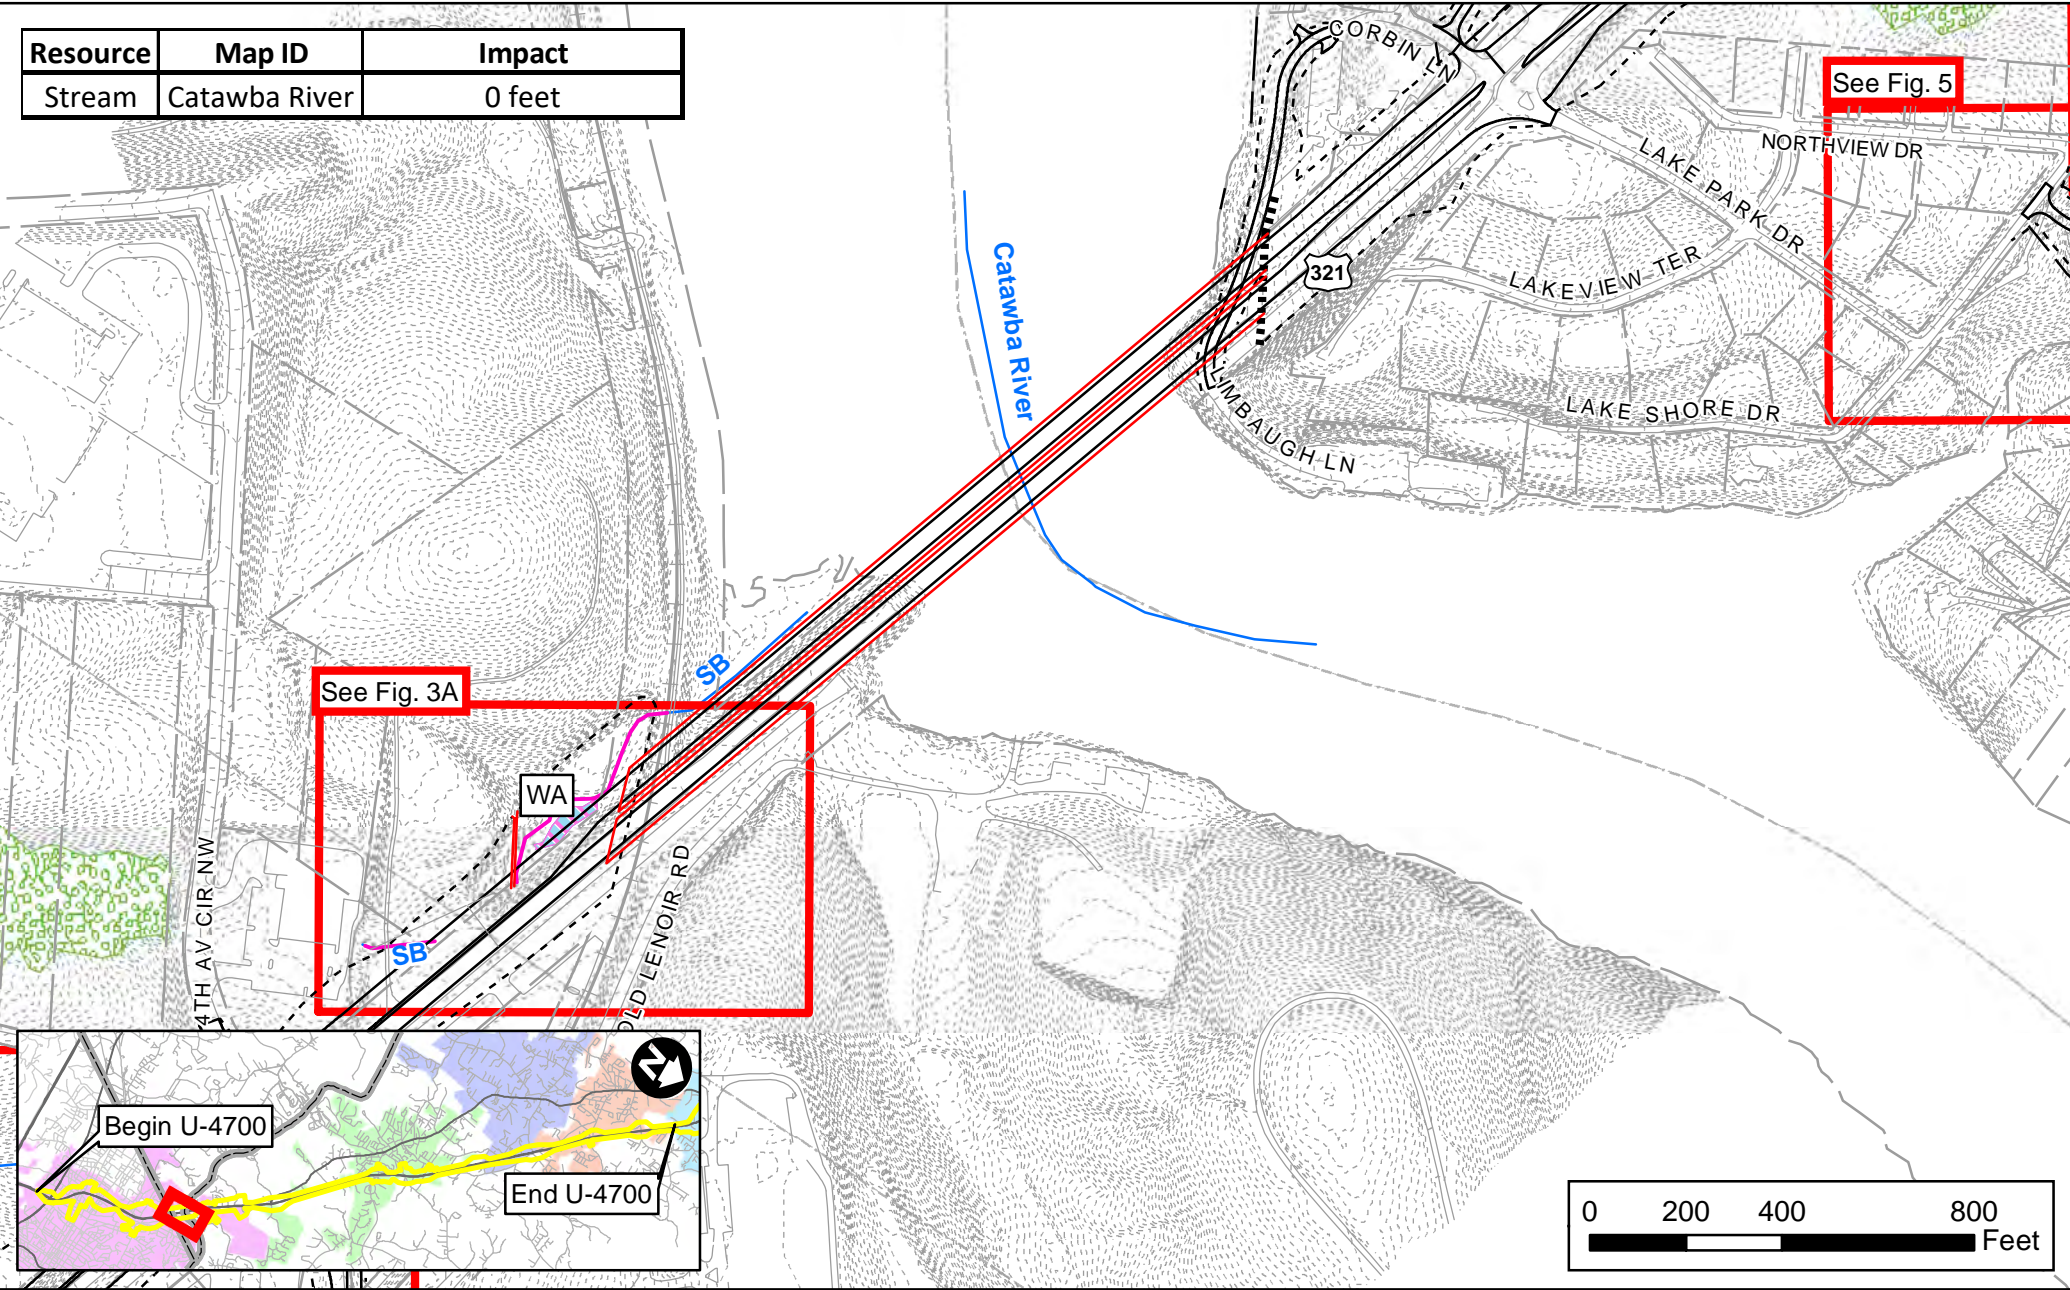 Resource Map ID Impact
Stream Catawba River 0 feet
CORBIN LN
See Fig. 5
NORTHVIEW DR
LAKE PARK DR
LAKEVIEW TER
321
Catawba River
LIMBAUGH LN
LAKE SHORE DR
SB
See Fig. 3A
WA
SB
4TH AV CIR NW
OLD LENOIR RD
N
Begin U-4700
End U-4700
0 200 400 800
Feet